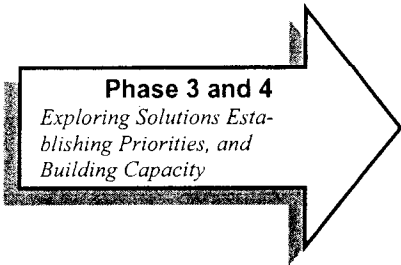 Phase 3 and 4
Exploring Solutions Esta-
blishing Priorities, and
Building Capacity